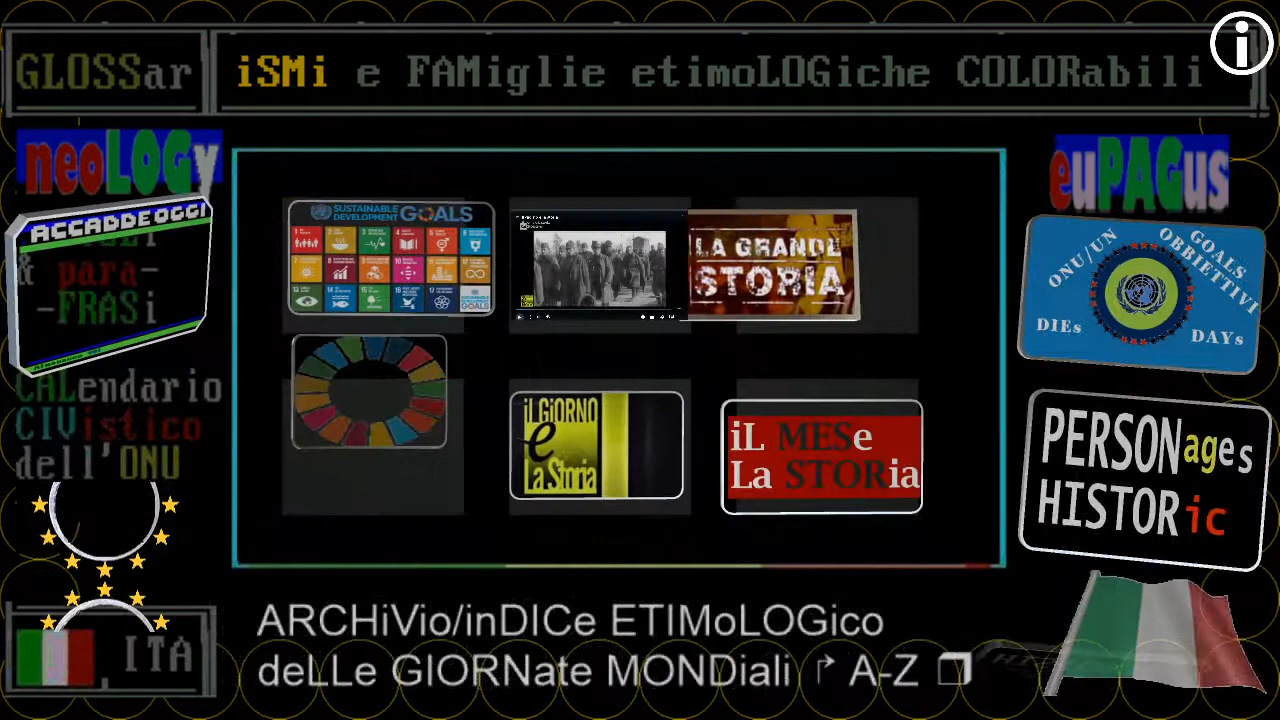 GLOSSar
iSMi e FAMiglie etimoLOGiche COLORabili
i
neoLOGy
euPAGus
ACCADDEOGGI
& para-
-FRASi
CALendario
CIVistico
dell'ONU
ITA
SUSTAINABLE
DEVELOPMENT GOALS
LA GRANDE
STORIA
iL GiORNO
e
La Storia
iL MESe
La STORia
ONU/UN
GOALS
OBBIETTIVI
DIEs
DAYs
PERSONages
HISTORic
ARCHiVio/inDICe ETIMoLOGico
deLLe GIORNate MONDiali A-Z